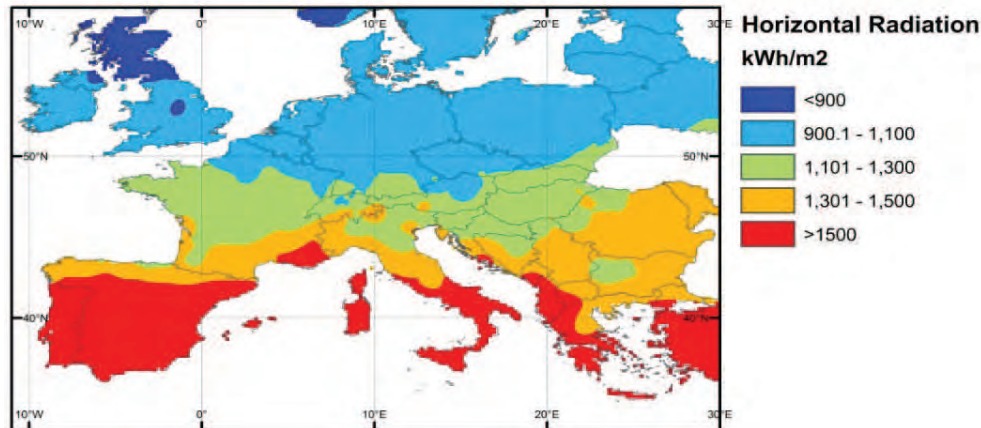 10°W 0° 10°E 20°E 30°E
Horizontal Radiation
kWh/m2
<900
900.1 - 1,100
1,101 - 1,300
1,301 - 1,500
>1500
50°N 50°N
40°N 40°N
10°W 0° 10°E 20°E 30°E